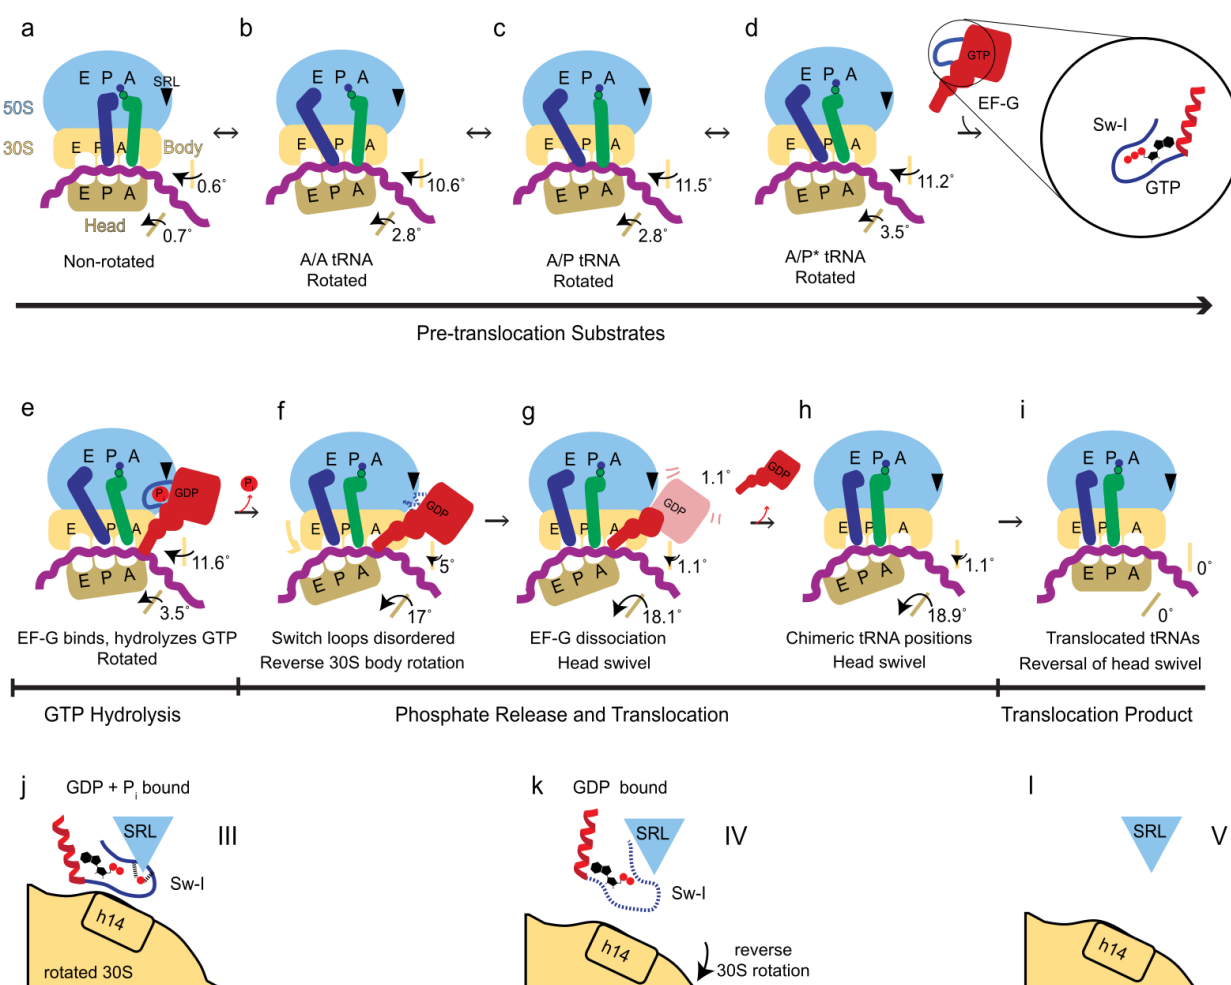 a
b
c
d
E P A
SRL
50S
30S
E P A
Body
E P A
Head
0.6°
0.7°
Non-rotated
E P A
E P A
E P A
10.6°
2.8°
A/A tRNA
Rotated
E P A
E P A
E P A
11.5°
2.8°
A/P tRNA
Rotated
E P A
E P A
E P A
11.2°
3.5°
A/P* tRNA
Rotated
GTP
EF-G
Sw-I
GTP
Pre-translocation Substrates
e
f
g
h
i
E P A
E P A
E P A
Pi
GDP
11.6°
3.5°
EF-G binds, hydrolyzes GTP
Rotated
Pi
E P A
E P A
E P A
GDP
5°
17°
Switch loops disordered
Reverse 30S body rotation
E P A
E P A
E P A
GDP
1.1°
1.1°
18.1°
EF-G dissociation
Head swivel
GDP
E P A
E P A
E P A
1.1°
18.9°
Chimeric tRNA positions
Head swivel
E P A
E P A
E P A
0°
0°
Translocated tRNAs
Reversal of head swivel
GTP Hydrolysis
Phosphate Release and Translocation
Translocation Product
j
GDP + Pi bound
SRL
III
Sw-I
h14
rotated 30S
k
GDP bound
SRL
IV
Sw-I
h14
reverse
30S rotation
l
SRL
V
h14